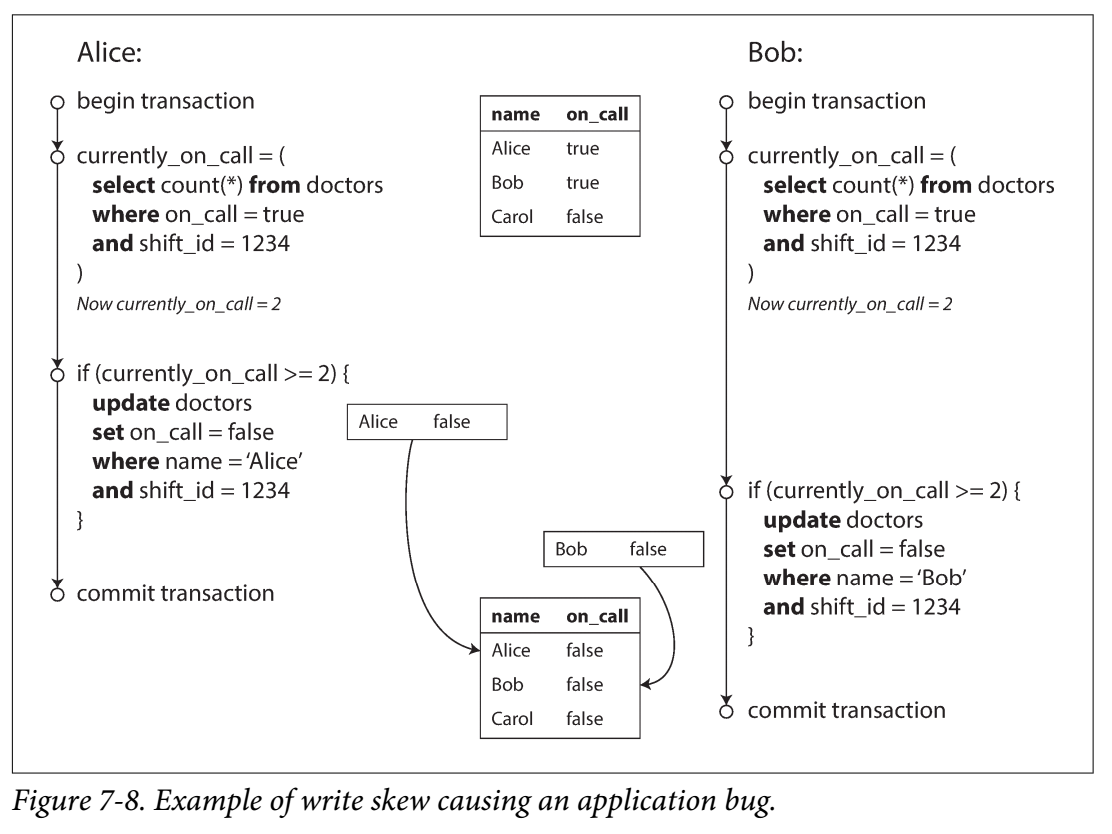 Alice:
begin transaction
currently_on_call = (
select count(*) from doctors
where on_call = true
and shift_id = 1234
)
Now currently_on_call = 2
if (currently_on_call >= 2) {
update doctors
set on_call = false
where name = ‘Alice’
and shift_id = 1234
}
commit transaction
name on_call
Alice true
Bob true
Carol false
Alice false
Bob false
name on_call
Alice false
Bob false
Carol false
Bob:
begin transaction
currently_on_call = (
select count(*) from doctors
where on_call = true
and shift_id = 1234
)
Now currently_on_call = 2
if (currently_on_call >= 2) {
update doctors
set on_call = false
where name = ‘Bob’
and shift_id = 1234
}
commit transaction
Figure 7-8. Example of write skew causing an application bug.